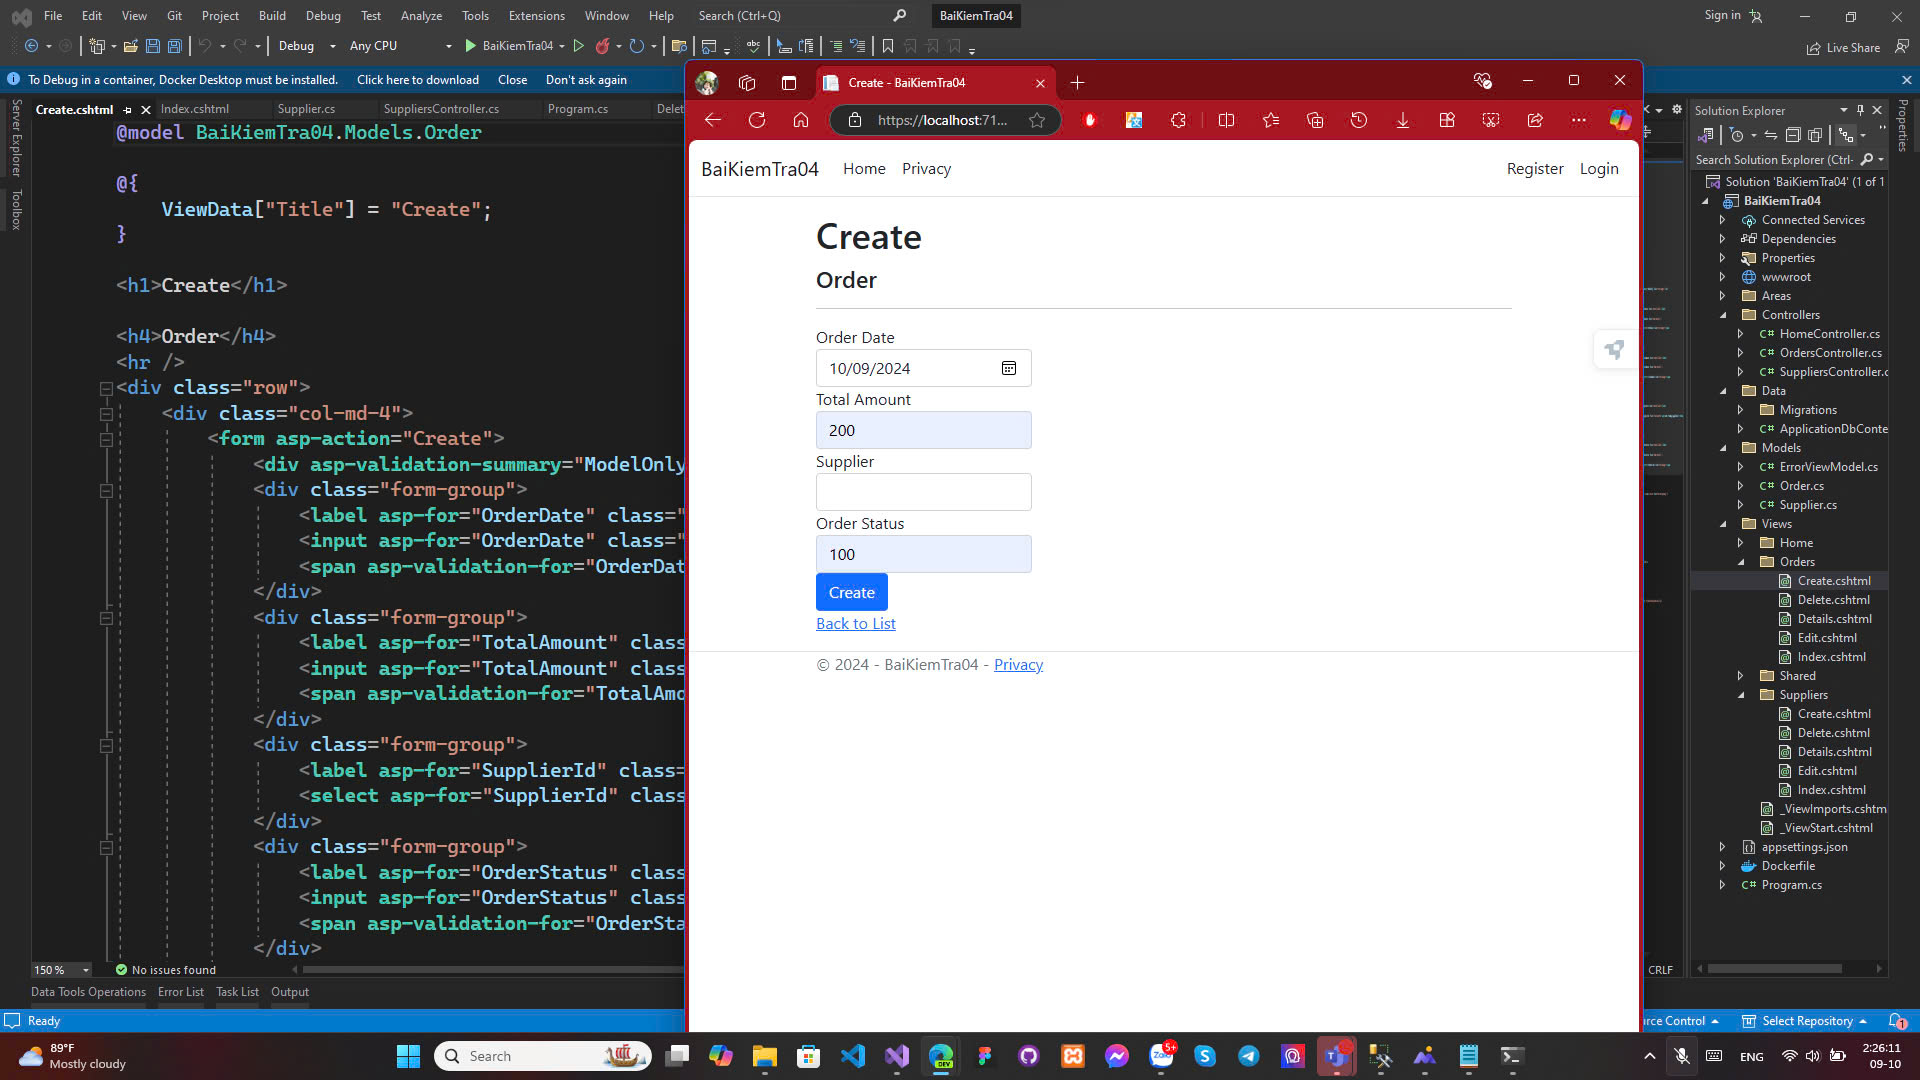 File Edit View Git Project Build Debug Test Analyze Tools Extensions Window Help Search (Ctrl+Q) BaiKiemTra04 Sign in
Debug Any CPU BaiKiemTra04 Live Share
To Debug in a container, Docker Desktop must be installed. Click here to download Close Don't ask again
Create.cshtml Index.cshtml Supplier.cs SuppliersController.cs Program.cs Delet
Server Explorer
Toolbox
@model BaiKiemTra04.Models.Order
@{
ViewData["Title"] = "Create";
}
<h1>Create</h1>
<h4>Order</h4>
<hr />
<div class="row">
<div class="col-md-4">
<form asp-action="Create">
<div asp-validation-summary="ModelOnly
<div class="form-group">
<label asp-for="OrderDate" class="
<input asp-for="OrderDate" class="
<span asp-validation-for="OrderDat
</div>
<div class="form-group">
<label asp-for="TotalAmount" class
<input asp-for="TotalAmount" class
<span asp-validation-for="TotalAmo
</div>
<div class="form-group">
<label asp-for="SupplierId" class=
<select asp-for="SupplierId" class
</div>
<div class="form-group">
<label asp-for="OrderStatus" class
<input asp-for="OrderStatus" class
<span asp-validation-for="OrderSta
</div>
150 % No issues found
Data Tools Operations Error List Task List Output
Ready
Create - BaiKiemTra04
https://localhost:71...
BaiKiemTra04 Home Privacy Register Login
Create
Order
Order Date
10/09/2024
Total Amount
200
Supplier
Order Status
100
Create
Back to List
© 2024 - BaiKiemTra04 - Privacy
CRLF
Solution Explorer
Search Solution Explorer (Ctrl-
Solution 'BaiKiemTra04' (1 of 1
BaiKiemTra04
Connected Services
Dependencies
Properties
wwwroot
Areas
Controllers
C# HomeController.cs
C# OrdersController.cs
C# SuppliersController.c
Data
Migrations
C# ApplicationDbConte
Models
C# ErrorViewModel.cs
C# Order.cs
C# Supplier.cs
Views
Home
Orders
Create.cshtml
Delete.cshtml
Details.cshtml
Edit.cshtml
Index.cshtml
Shared
Suppliers
Create.cshtml
Delete.cshtml
Details.cshtml
Edit.cshtml
Index.cshtml
_ViewImports.cshtm
_ViewStart.cshtml
appsettings.json
Dockerfile
C# Program.cs
Properties
urce Control Select Repository 1
89°F
Mostly cloudy
Search
DEV
Zalo
5+
ENG
2:26:11
09-10